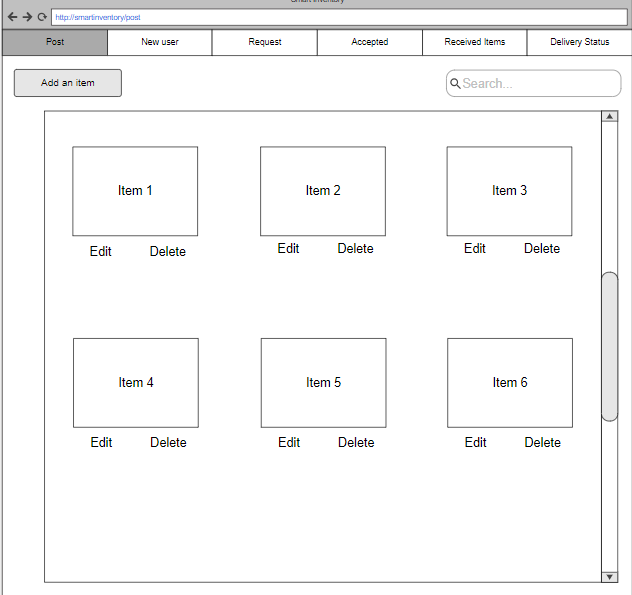 Smart Inventory
http://smartinventory/post
Post New user Request Accepted Received Items Delivery Status
Add an item Search...
Item 1 Item 2 Item 3
Edit Delete Edit Delete Edit Delete
Item 4 Item 5 Item 6
Edit Delete Edit Delete Edit Delete